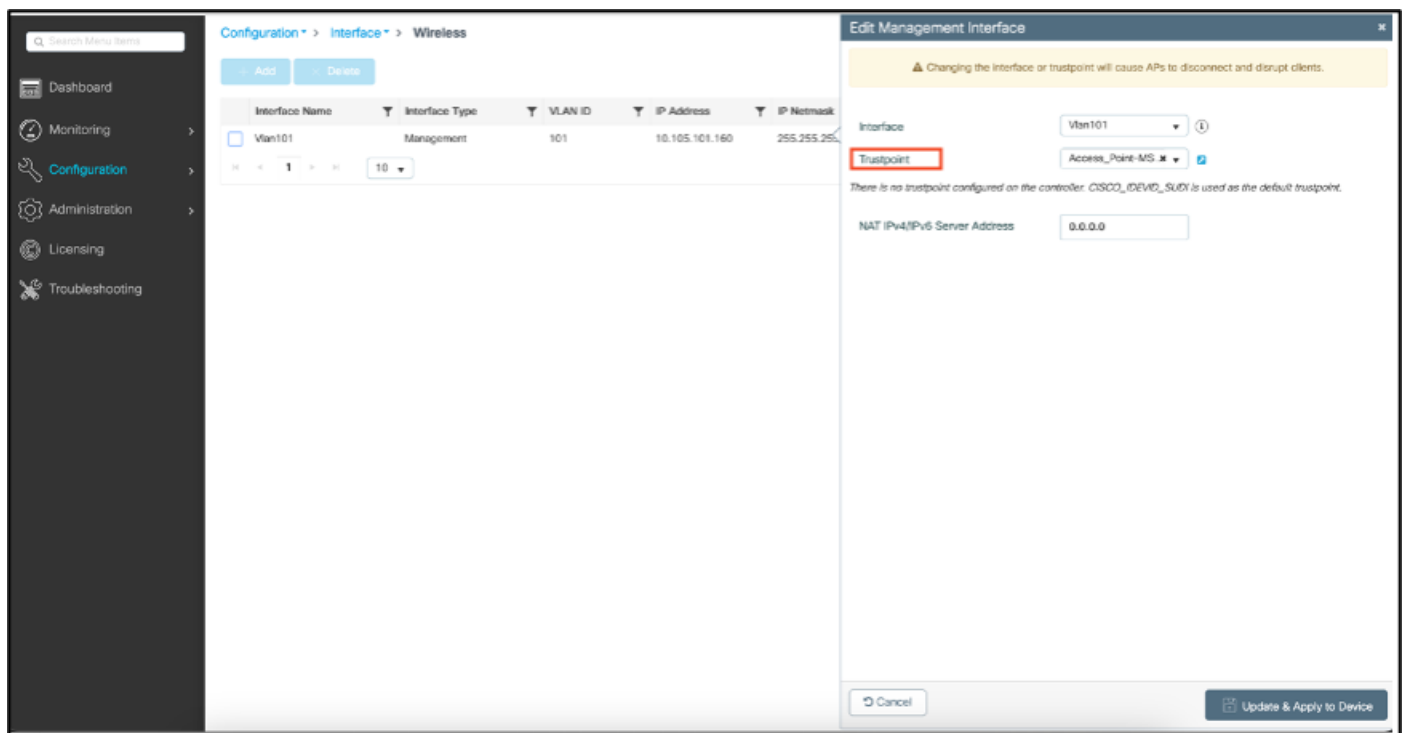 Search Menu Items
Dashboard
Monitoring
Configuration
Administration
Licensing
Troubleshooting
Configuration > Interface > Wireless
+ Add × Delete
Interface Name Interface Type VLAN ID IP Address IP Netmask
Vlan101 Management 101 10.105.101.160 255.255.25
1 10
Edit Management Interface
Changing the interface or trustpoint will cause APs to disconnect and disrupt clients.
Interface Vlan101
Trustpoint Access_Point-MS
There is no trustpoint configured on the controller. CISCO_IDEVID_SUDI is used as the default trustpoint.
NAT IPv4/IPv6 Server Address 0.0.0.0
Cancel Update & Apply to Device